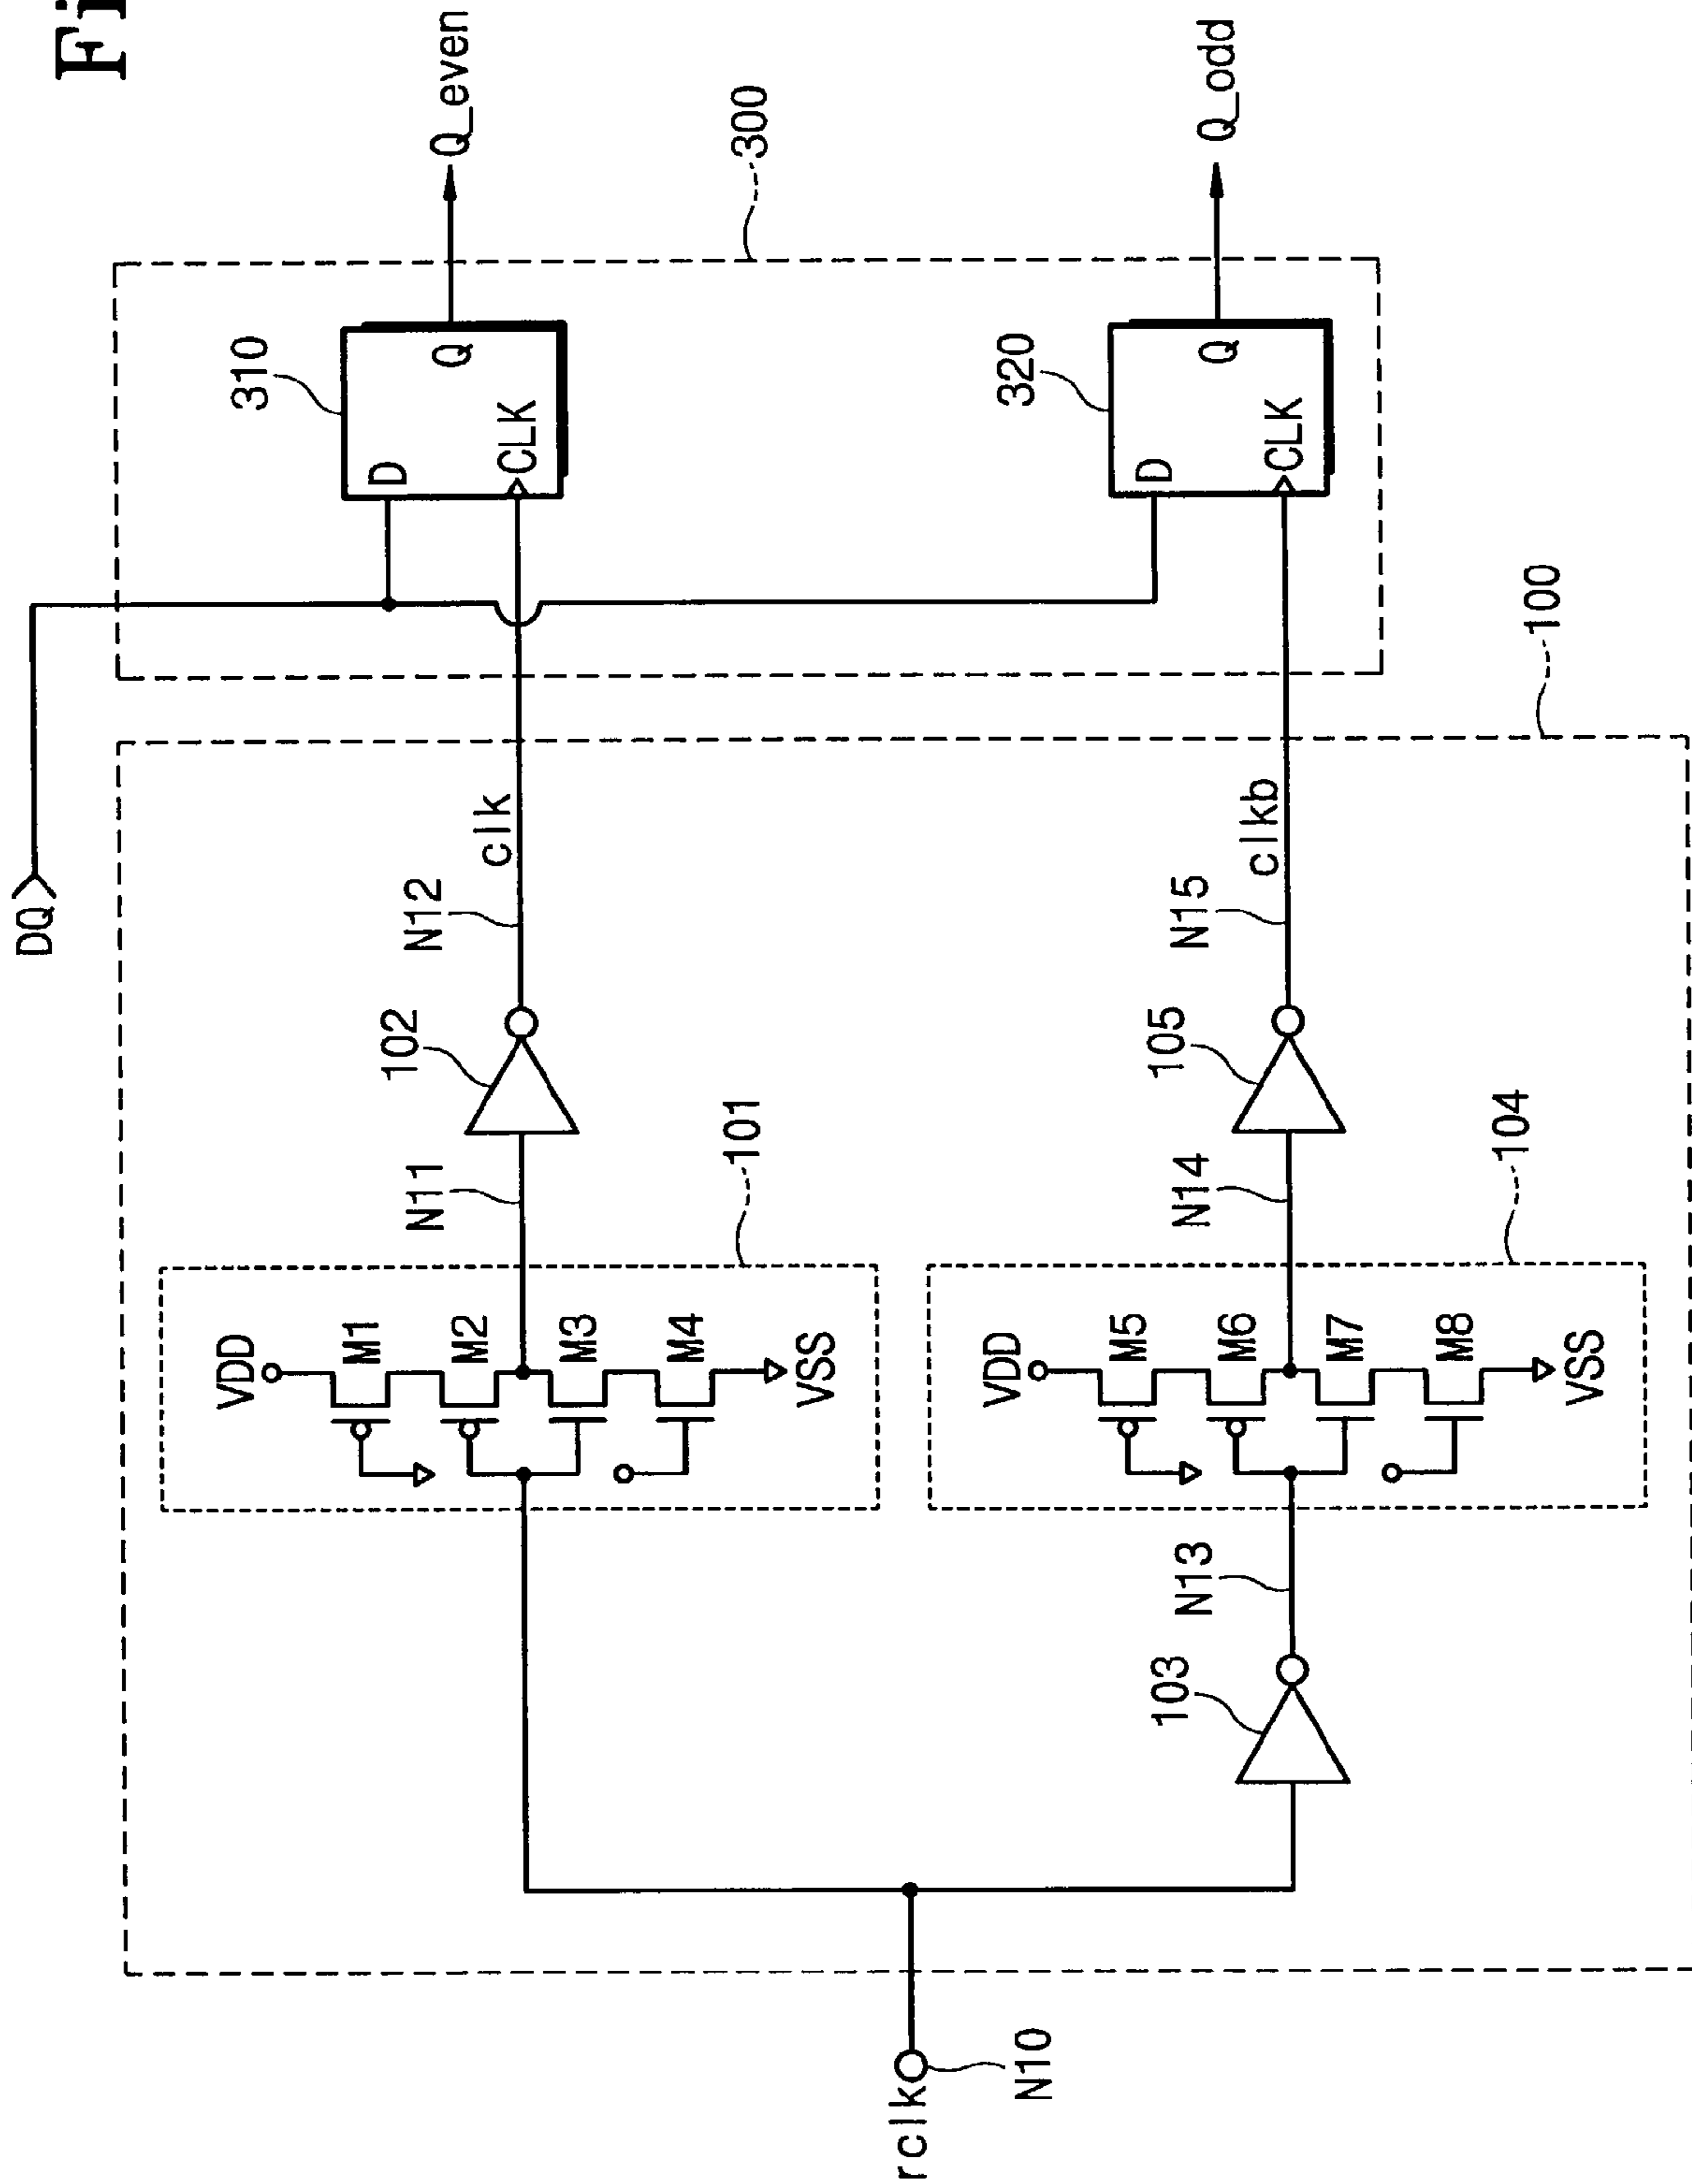 Fi
DQ
Q_even
Q_odd
300
310
D
Q
CLK
320
D
Q
CLK
100
clk
N12
102
N11
101
VDD
M1
M2
M3
M4
VSS
clkb
N15
105
N14
104
VDD
M5
M6
M7
M8
VSS
N13
103
rclk
N10